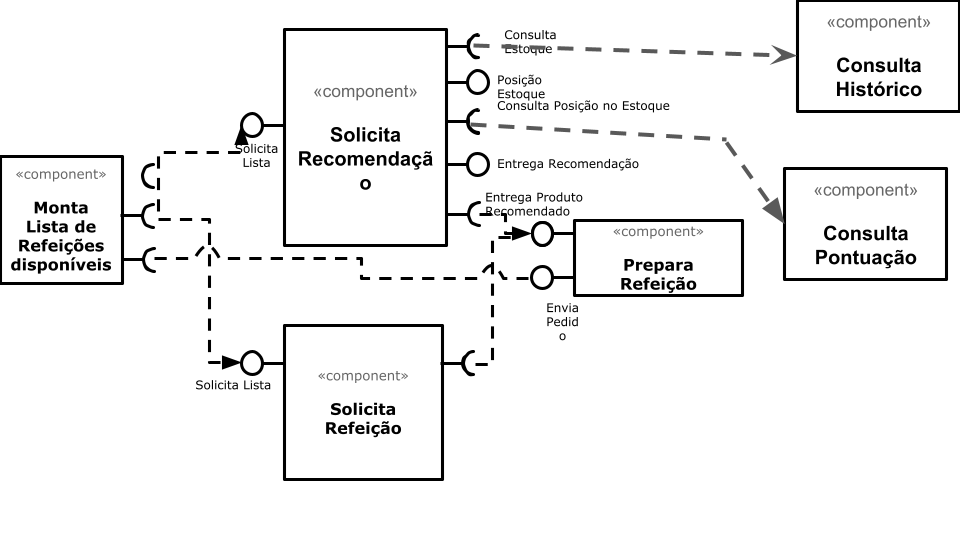 «component»
Consulta
Histórico
Consulta
Estoque
Posição
Estoque
Consulta Posição no Estoque
Entrega Recomendação
Entrega Produto
Recomendado
«component»
Solicita
Recomendaçã
o
Solicita
Lista
«component»
Monta
Lista de
Refeições
disponíveis
«component»
Consulta
Pontuação
«component»
Prepara
Refeição
Envia
Pedid
o
Solicita Lista
«component»
Solicita
Refeição